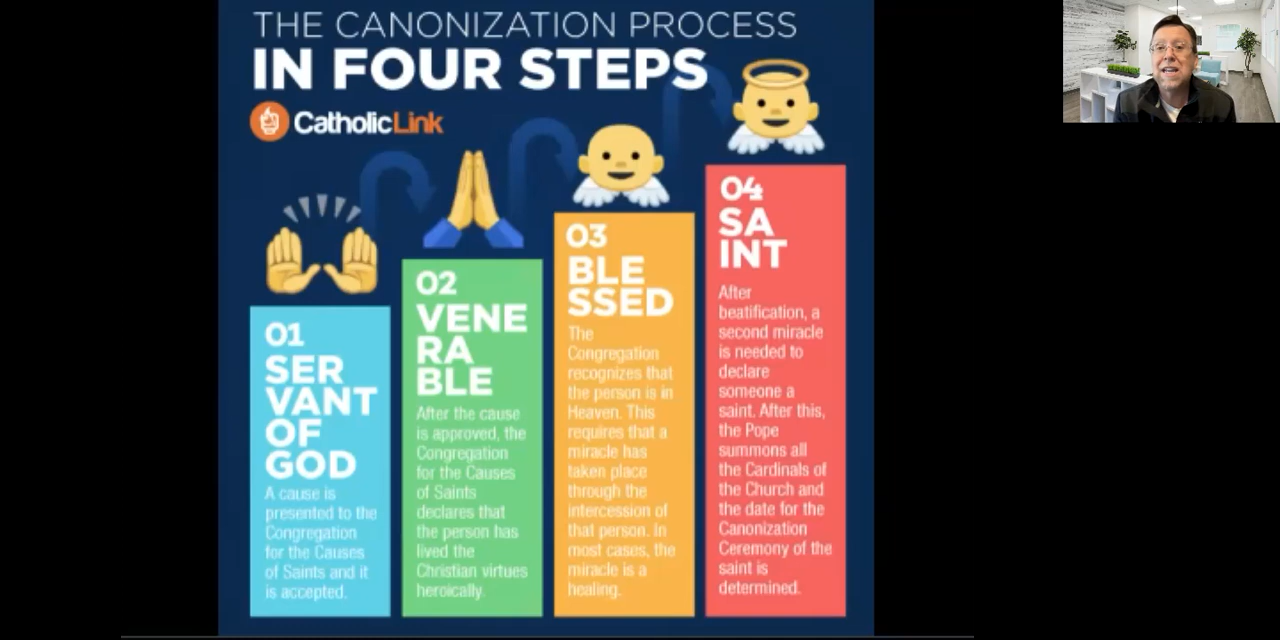 THE CANONIZATION PROCESS
IN FOUR STEPS
CatholicLink
01
SER
VANT
OF
GOD
A cause is
presented to the
Congregation
for the Causes
of Saints and it
is accepted.
02
VENE
RA
BLE
After the cause
is approved, the
Congregation
for the Causes
of Saints
declares that
the person has
lived the
Christian virtues
heroically.
03
BLE
SSED
The
Congregation
recognizes that
the person is in
Heaven. This
requires that a
miracle has
taken place
through the
intercession of
that person. In
most cases, the
miracle is a
healing.
04
SA
INT
After
beatification, a
second miracle
is needed to
declare
someone a
saint. After this,
the Pope
summons all
the Cardinals of
the Church and
the date for the
Canonization
Ceremony of the
saint is
determined.